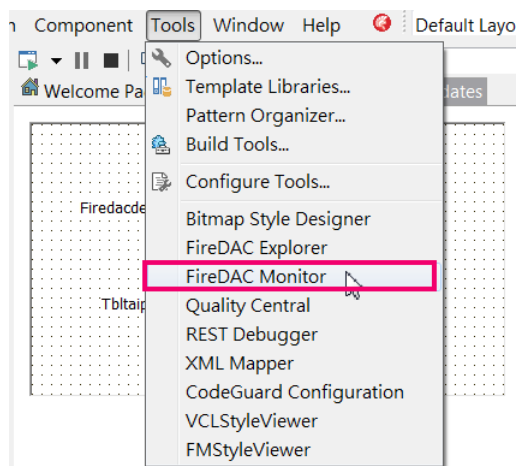 Component Tools Window Help Default Layo
Options...
Welcome Pa
Template Libraries...
dates
Pattern Organizer...
Build Tools...
Configure Tools...
Firedacde
Bitmap Style Designer
FireDAC Explorer
FireDAC Monitor
Tbltaip
Quality Central
REST Debugger
XML Mapper
CodeGuard Configuration
VCLStyleViewer
FMStyleViewer